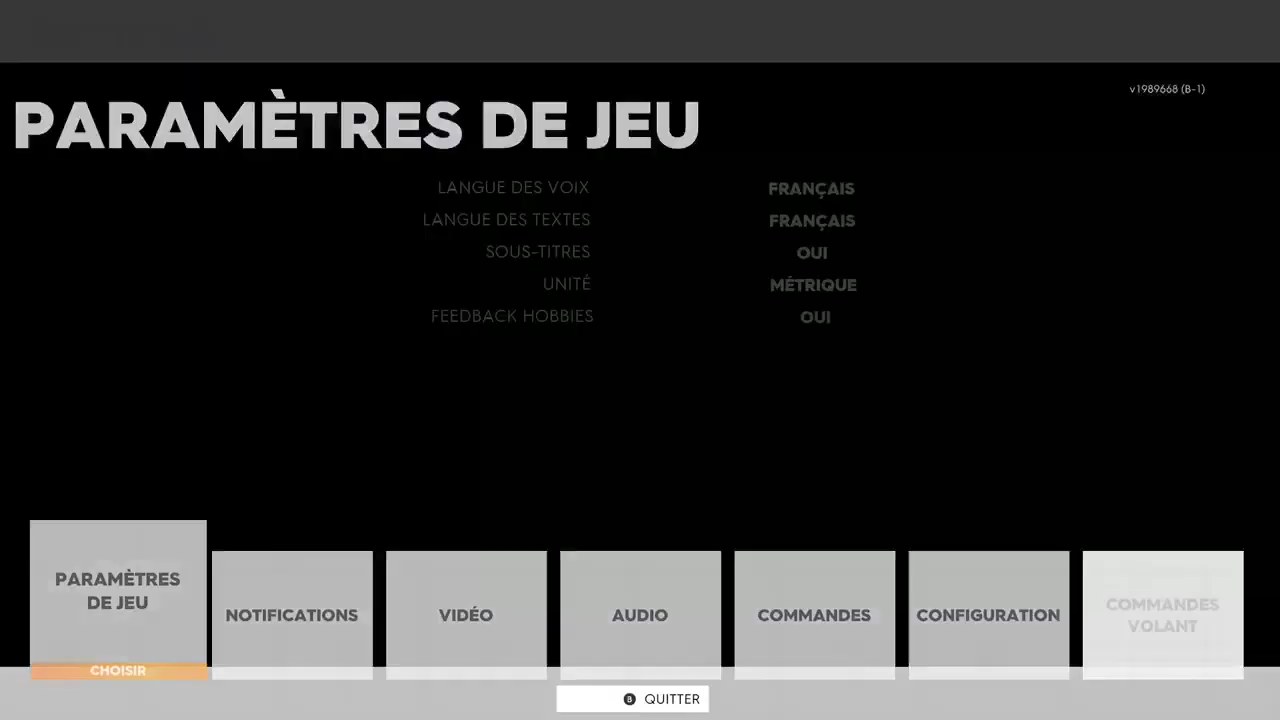 v1989668 (B-1)
PARAMÈTRES DE JEU
LANGUE DES VOIX FRANÇAIS
LANGUE DES TEXTES FRANÇAIS
SOUS-TITRES OUI
UNITÉ MÉTRIQUE
FEEDBACK HOBBIES OUI
PARAMÈTRES
DE JEU
NOTIFICATIONS
VIDÉO
AUDIO
COMMANDES
CONFIGURATION
COMMANDES
VOLANT
CHOISIR
B QUITTER